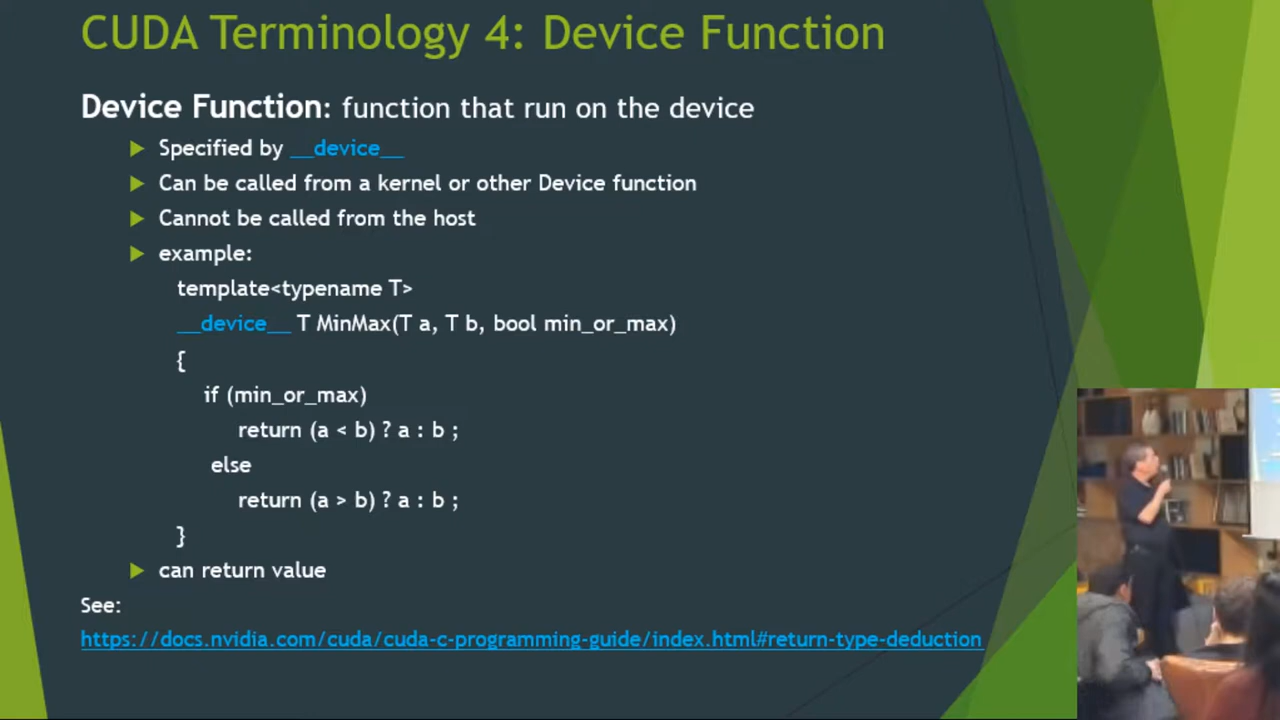 CUDA Terminology 4: Device Function
Device Function: function that run on the device
Specified by __device__
Can be called from a kernel or other Device function
Cannot be called from the host
example:
template<typename T>
__device__ T MinMax(T a, T b, bool min_or_max)
{
if (min_or_max)
return (a < b) ? a : b ;
else
return (a > b) ? a : b ;
}
can return value
See:
https://docs.nvidia.com/cuda/cuda-c-programming-guide/index.html#return-type-deduction